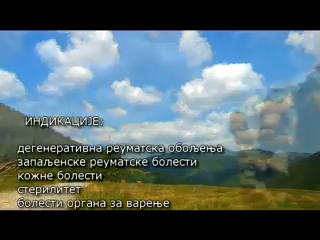 ИНДИКАЦИЈЕ:
дегенеративна реуматска обољења
запаљенске реуматске болести
кожне болести
стерилитет
болести органа за варење